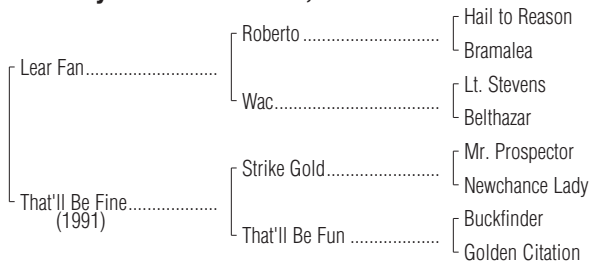 Hail to Reason
Roberto ....................................
Bramalea
Lear Fan............................
Lt. Stevens
Wac...........................................
Belthazar
Mr. Prospector
Strike Gold.............................
Newchance Lady
That'll Be Fine...................
(1991)
Buckfinder
That'll Be Fun .......................
Golden Citation